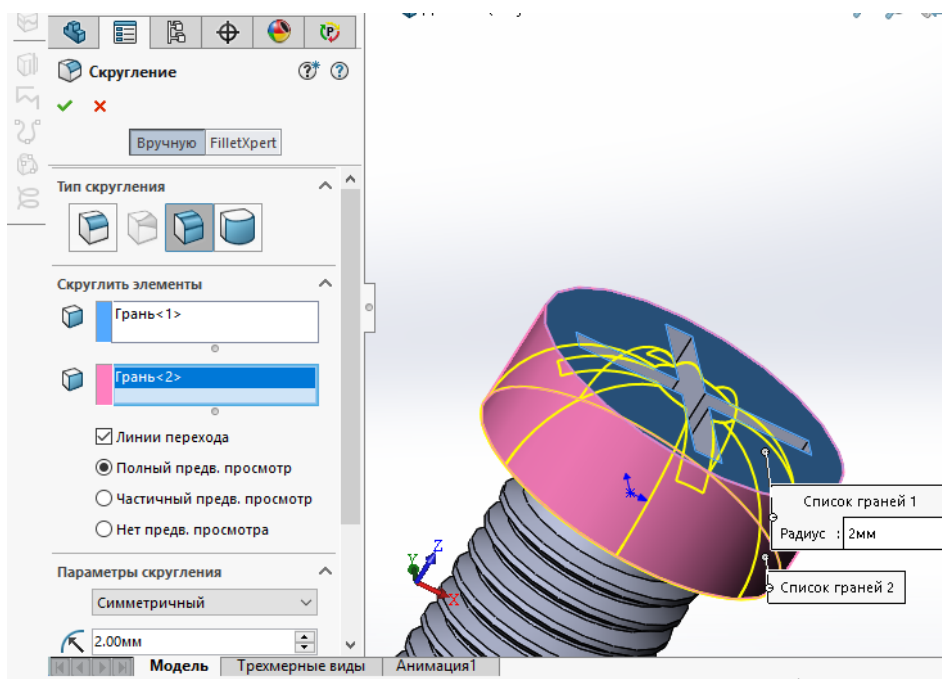 Скругление
Вручную FilletXpert
Тип скругления
Скруглить элементы
Грань<1>
Грань<2>
Линии перехода
Полный предв. просмотр
Частичный предв. просмотр
Нет предв. просмотра
Параметры скругления
Симметричный
2.00мм
Список граней 1
Радиус : 2мм
Список граней 2
Y
Z
X
Модель Трехмерные виды Анимация1